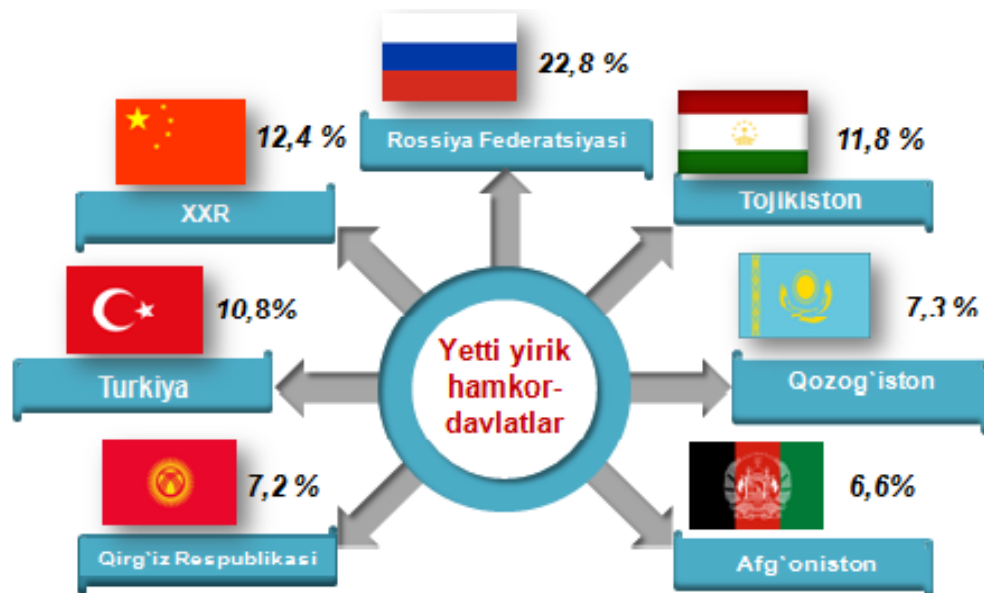 22,8 %
Rossiya Federatsiyasi
12,4 %
XXR
11,8 %
Tojikiston
10,8%
Turkiya
7,3 %
Qozog`iston
Yetti yirik
hamkor-
davlatlar
7,2 %
Qirg`iz Respublikasi
6,6%
Afg`oniston